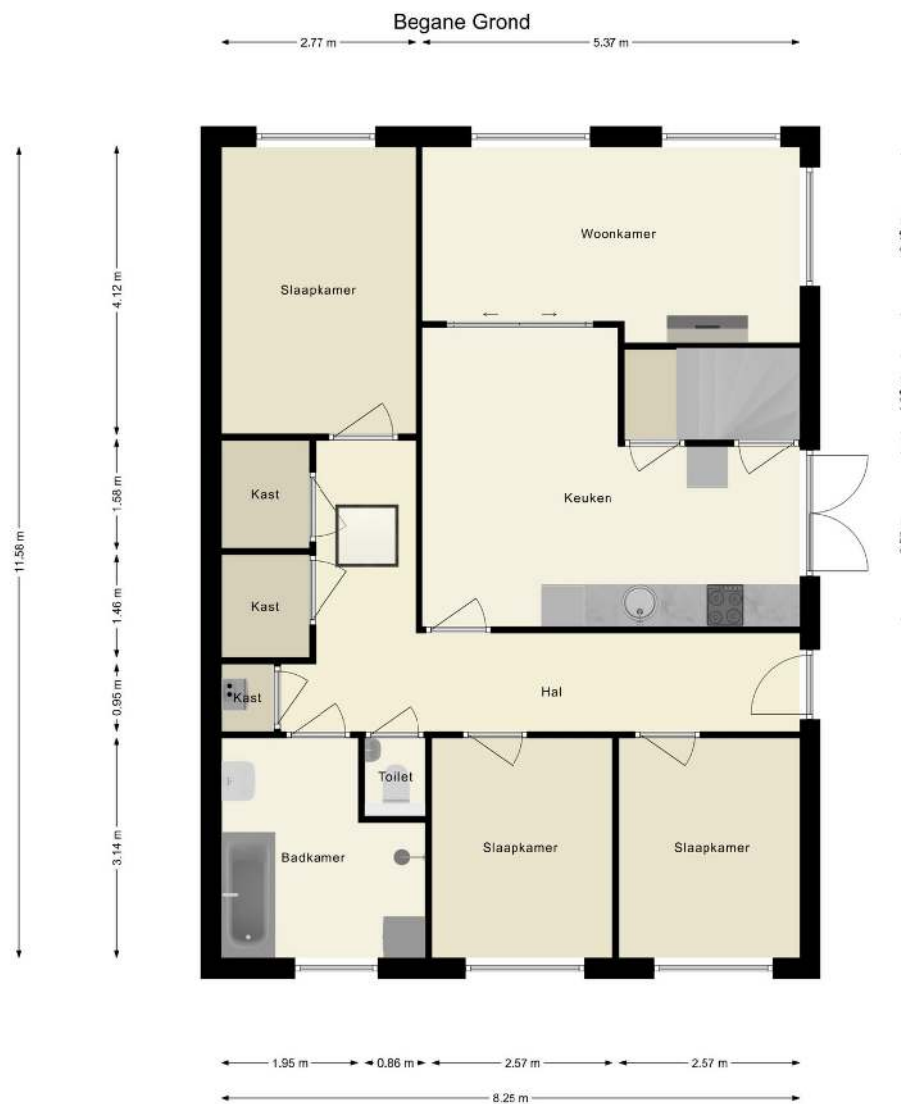 Begane Grond
2.77 m
5.37 m
Woonkamer
Slaapkamer
4.12 m
Kast
Keuken
1.58 m
11.58 m
Kast
1.46 m
Kast
Hal
0.95 m
Toilet
Slaapkamer
Slaapkamer
Badkamer
3.14 m
1.95 m
0.86 m
2.57 m
2.57 m
8.25 m